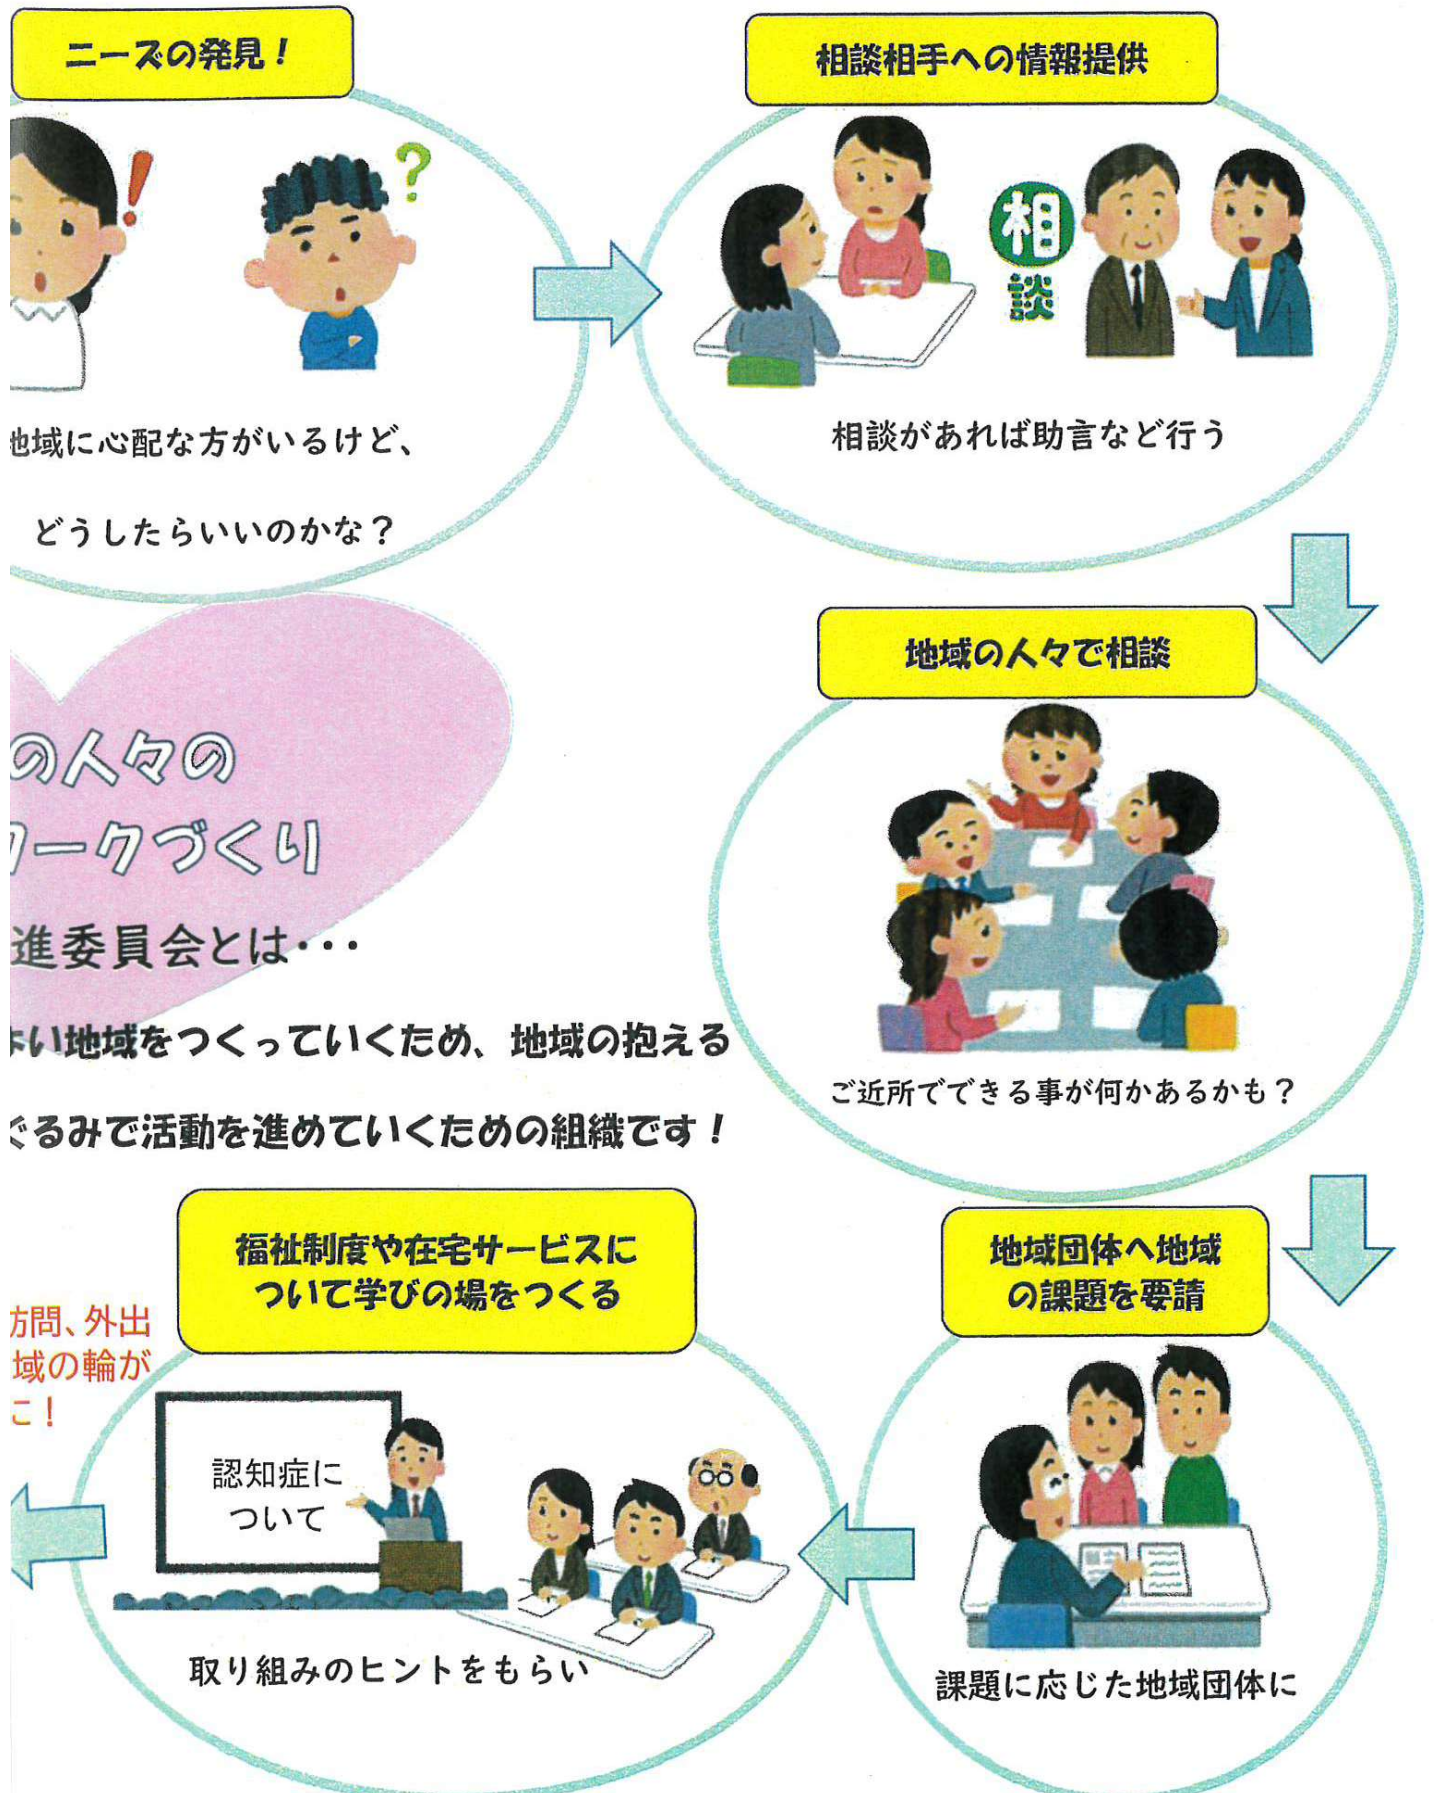 ニーズの発見！
相談相手への情報提供
！
？
相
談
地域に心配な方がいるけど、
どうしたらいいのかな？
相談があれば助言など行う
地域の人々で相談
の人々の
ワークづくり
進委員会とは・・・
い地域をつくっていくため、地域の抱える
ぐるみで活動を進めていくための組織です！
ご近所でできる事が何かあるかも？
地域団体へ地域
の課題を要請
課題に応じた地域団体に
福祉制度や在宅サービスに
ついて学びの場をつくる
認知症に
ついて
取り組みのヒントをもらい
訪問、外出
域の輪が
に！